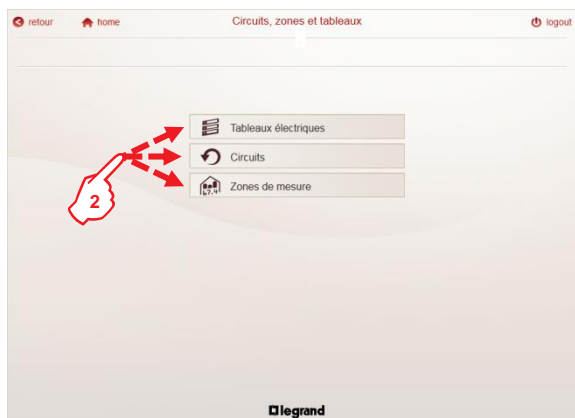 retour home Circuits, zones et tableaux logout
Tableaux électriques
Circuits
Zones de mesure
2
legrand